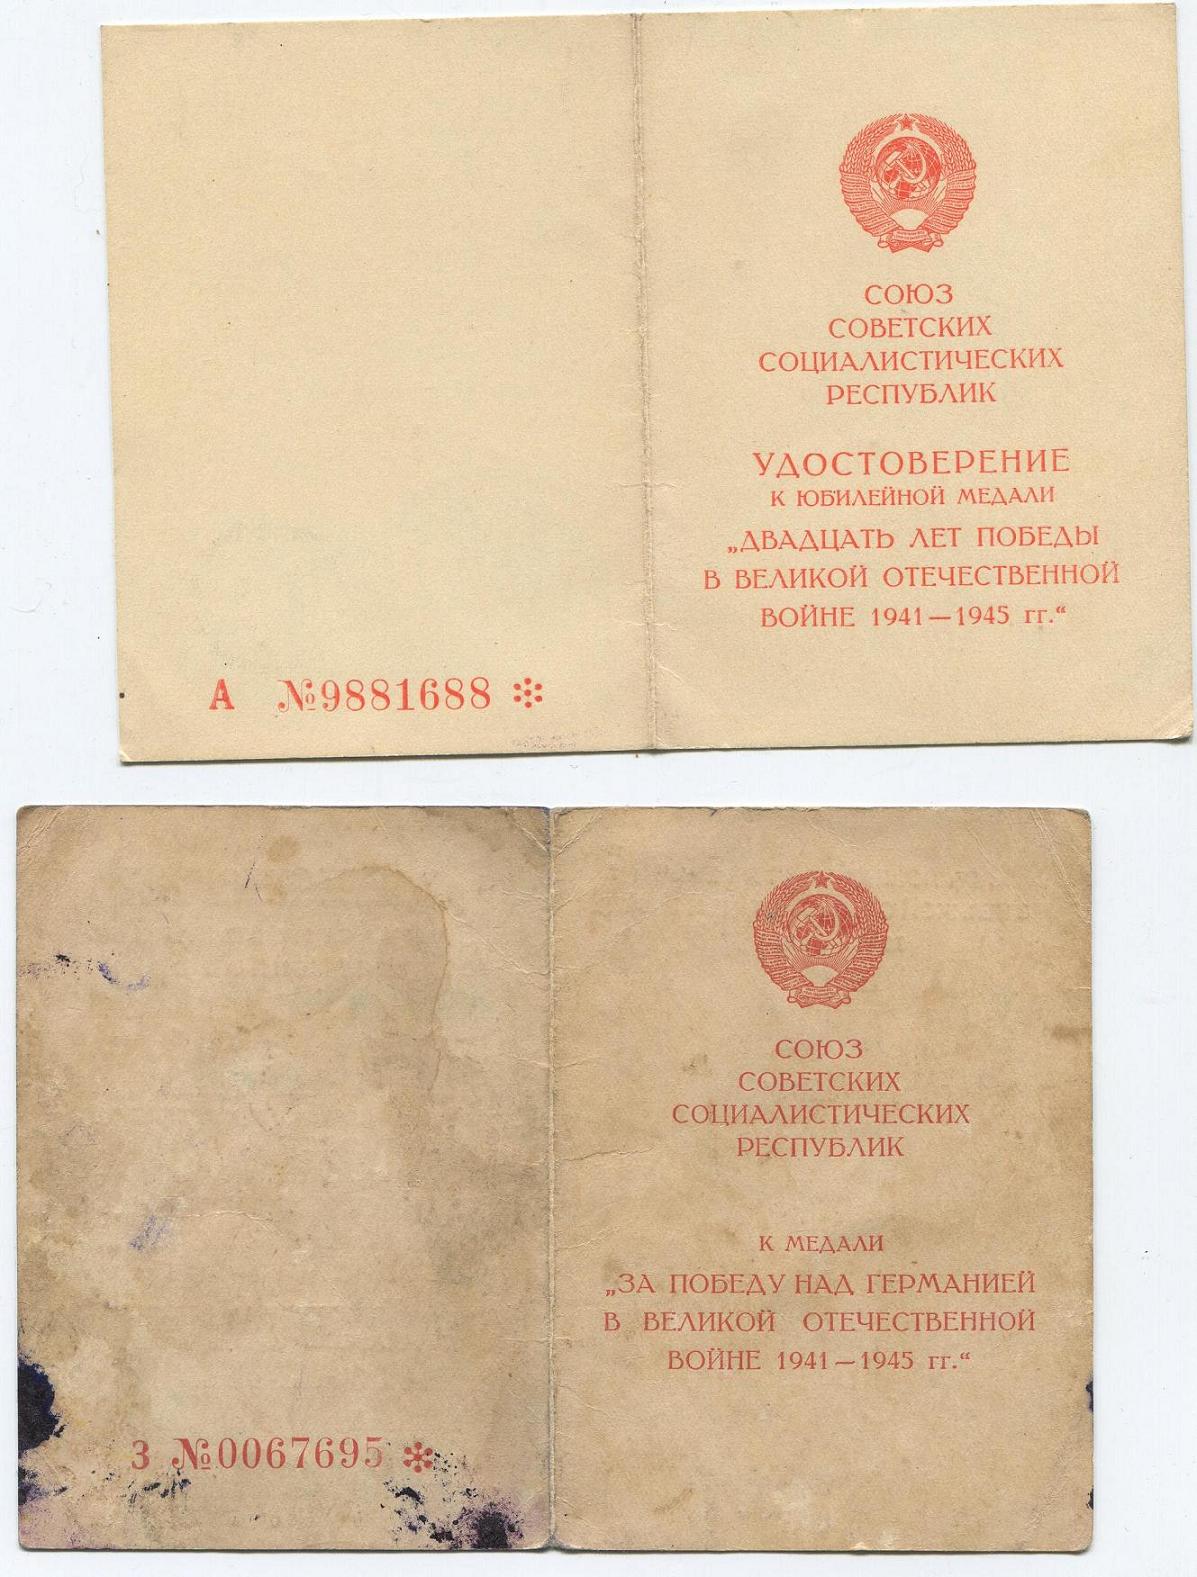 СОЮЗ
СОВЕТСКИХ
СОЦИАЛИСТИЧЕСКИХ
РЕСПУБЛИК
УДОСТОВЕРЕНИЕ
К ЮБИЛЕЙНОЙ МЕДАЛИ
„ДВАДЦАТЬ ЛЕТ ПОБЕДЫ
В ВЕЛИКОЙ ОТЕЧЕСТВЕННОЙ
ВОЙНЕ 1941—1945 гг.“
А №9881688
СОЮЗ
СОВЕТСКИХ
СОЦИАЛИСТИЧЕСКИХ
РЕСПУБЛИК
К МЕДАЛИ
„ЗА ПОБЕДУ НАД ГЕРМАНИЕЙ
В ВЕЛИКОЙ ОТЕЧЕСТВЕННОЙ
ВОЙНЕ 1941—1945 гг.“
З №0067695